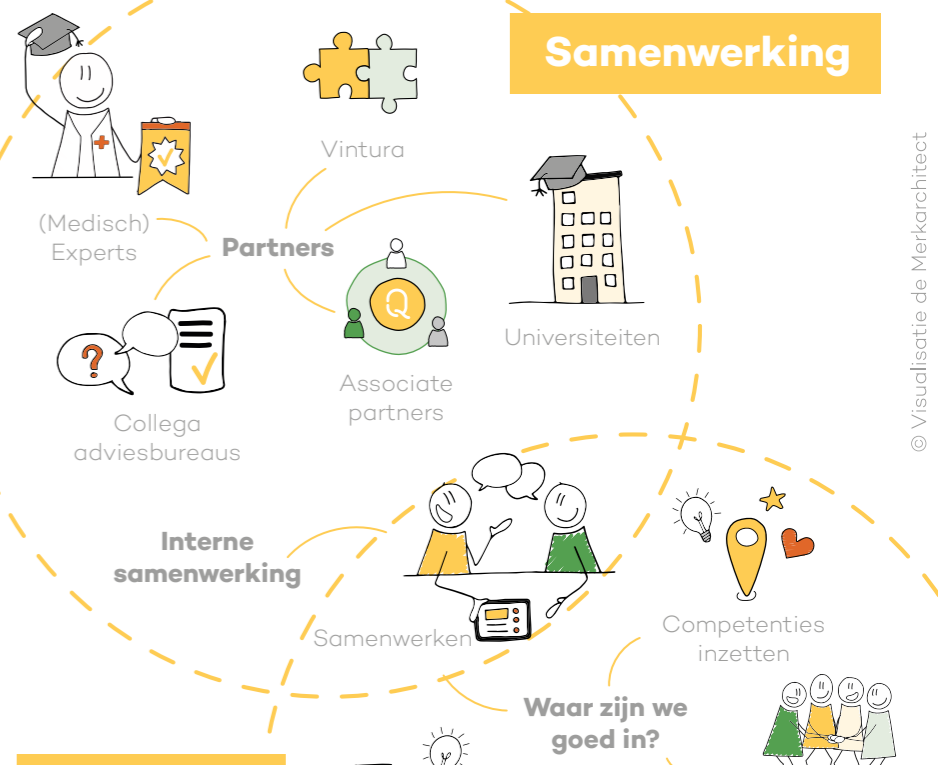 Samenwerking
Vintura
(Medisch)
Experts
Partners
Universiteiten
Associate
partners
Collega
adviesbureaus
Interne
samenwerking
Samenwerken
Competenties
inzetten
Waar zijn we
goed in?
© Visualisatie de Merkarchitect